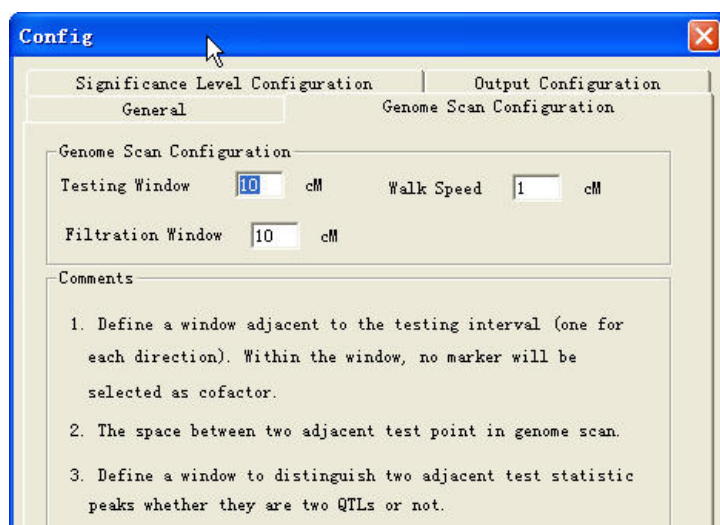 Config
Significance Level Configuration
Output Configuration
General
Genome Scan Configuration
Genome Scan Configuration
Testing Window 10 cM Walk Speed 1 cM
Filtration Window 10 cM
Comments
1. Define a window adjacent to the testing interval (one for
each direction). Within the window, no marker will be
selected as cofactor.
2. The space between two adjacent test point in genome scan.
3. Define a window to distinguish two adjacent test statistic
peaks whether they are two QTLs or not.